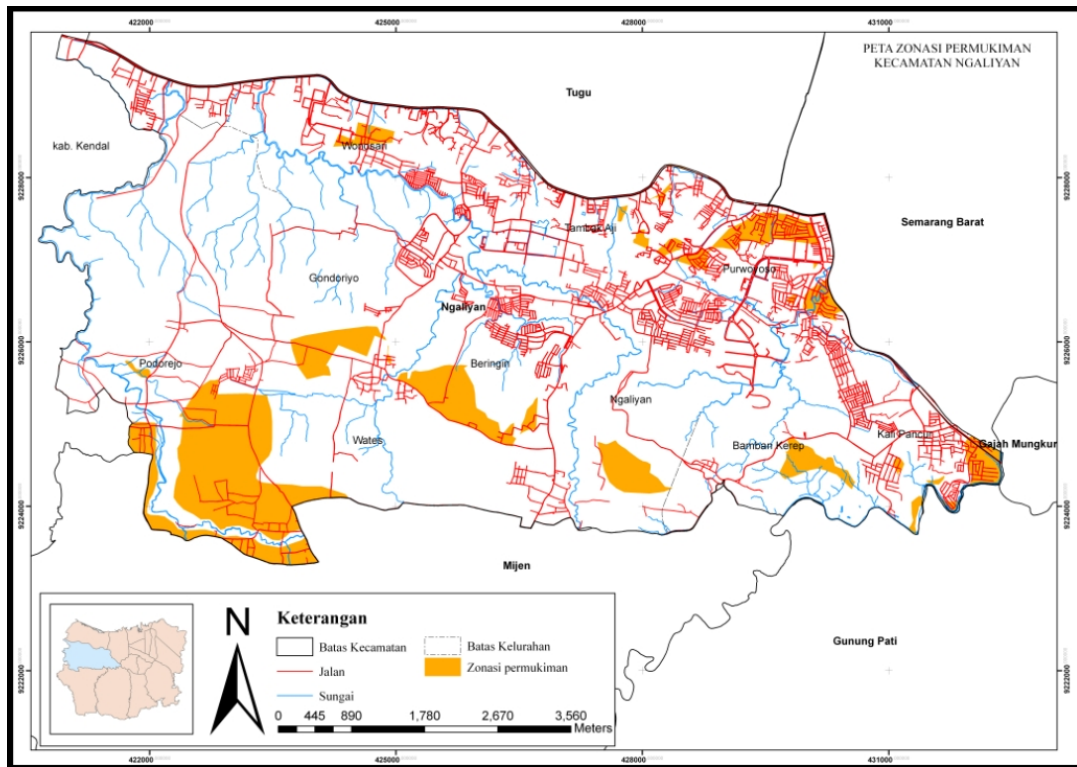 422000 425000 428000 431000
PETA ZONASI PERMUKIMAN
KECAMATAN NGALIYAN
Tugu
kab. Kendal
Wonosari
9228000
9228000
Semarang Barat
Tambak Aji
Purwoyoso
Gondoriyo
Ngaliyan
9226000
9226000
Podorejo
Beringin
Ngaliyan
Wates
Bamban Kerep
Kali Pancur
Gajah Mungkur
9224000
9224000
Mijen
Gunung Pati
9222000
9222000
N
Keterangan
Batas Kecamatan
Batas Kelurahan
Jalan
Zonasi permukiman
Sungai
0 445 890 1,780 2,670 3,560
Meters
422000 425000 428000 431000